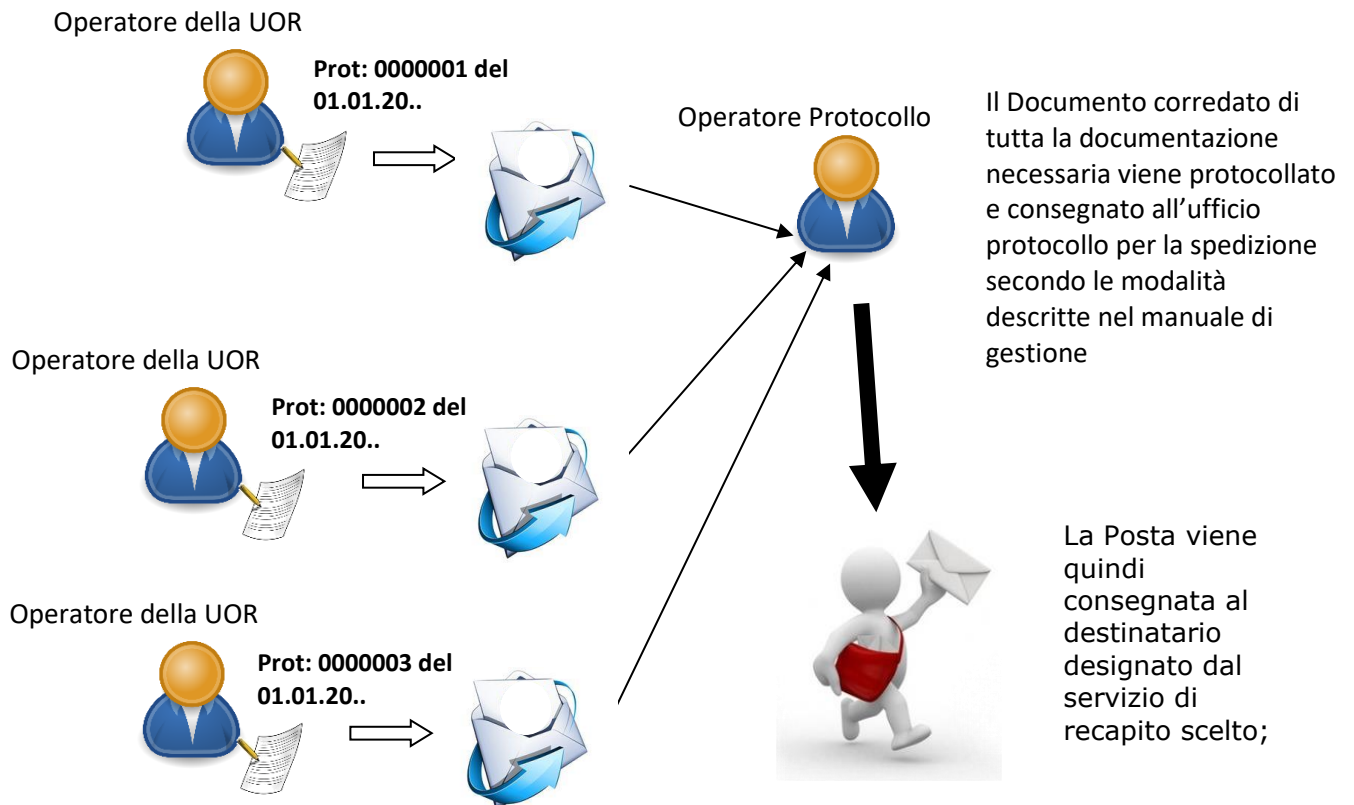 Operatore della UOR
Prot: 0000001 del
01.01.20..
Operatore Protocollo
Il Documento corredato di
tutta la documentazione
necessaria viene protocollato
e consegnato all’ufficio
protocollo per la spedizione
secondo le modalità
descritte nel manuale di
gestione
Operatore della UOR
Prot: 0000002 del
01.01.20..
La Posta viene
quindi
consegnata al
destinatario
designato dal
servizio di
recapito scelto;
Operatore della UOR
Prot: 0000003 del
01.01.20..